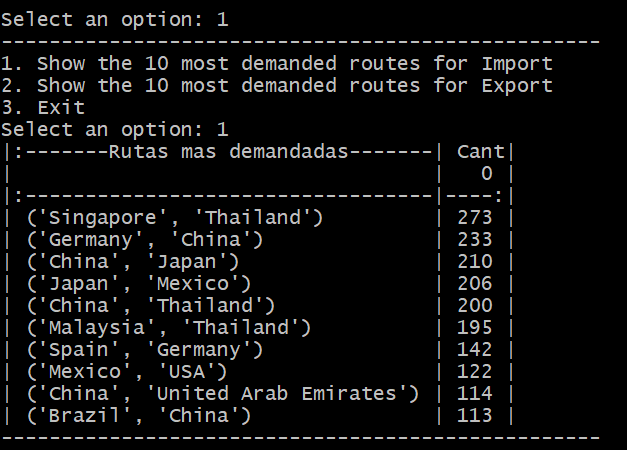 Select an option: 1
--------------------------------------------------
1. Show the 10 most demanded routes for Import
2. Show the 10 most demanded routes for Export
3. Exit
Select an option: 1
|:-------Rutas mas demandadas-------| Cant|
|                                   |   0 |
|:----------------------------------|----:|
| ('Singapore', 'Thailand')         | 273 |
| ('Germany', 'China')              | 233 |
| ('China', 'Japan')                | 210 |
| ('Japan', 'Mexico')               | 206 |
| ('China', 'Thailand')             | 200 |
| ('Malaysia', 'Thailand')          | 195 |
| ('Spain', 'Germany')              | 142 |
| ('Mexico', 'USA')                 | 122 |
| ('China', 'United Arab Emirates') | 114 |
| ('Brazil', 'China')               | 113 |
--------------------------------------------------